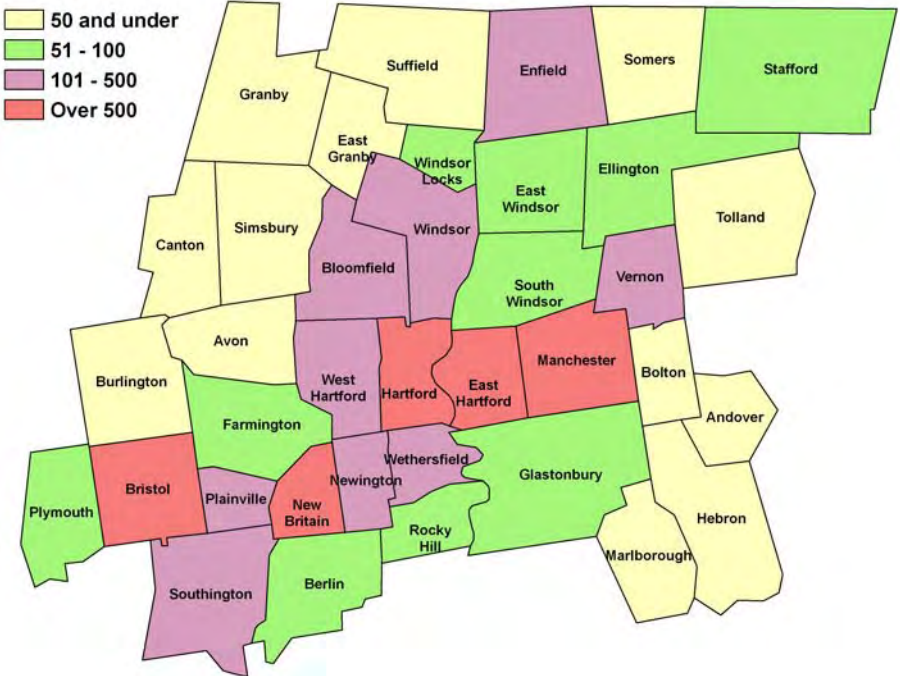 50 and under
51 - 100
101 - 500
Over 500
Granby
Suffield
Enfield
Somers
Stafford
East
Granby
Windsor
Locks
East
Windsor
Ellington
Tolland
Canton
Simsbury
Bloomfield
Windsor
South
Windsor
Vernon
Burlington
Avon
West
Hartford
Hartford
East
Hartford
Manchester
Bolton
Andover
Farmington
Plymouth
Bristol
Plainville
New
Britain
Newington
Wethersfield
Glastonbury
Rocky
Hill
Hebron
Marlborough
Southington
Berlin